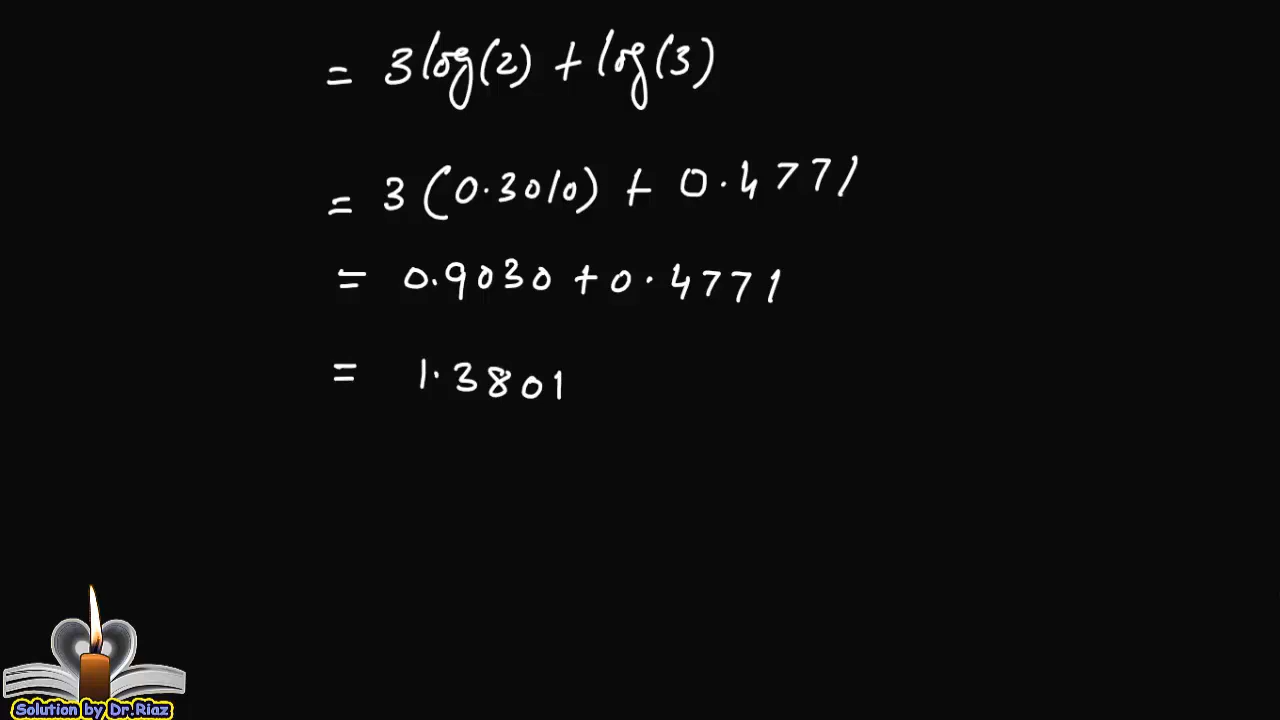 = 3log(2) + log(3)
= 3(0.3010) + 0.4771
= 0.9030 + 0.4771
= 1.3801
Solution by Dr.Riaz